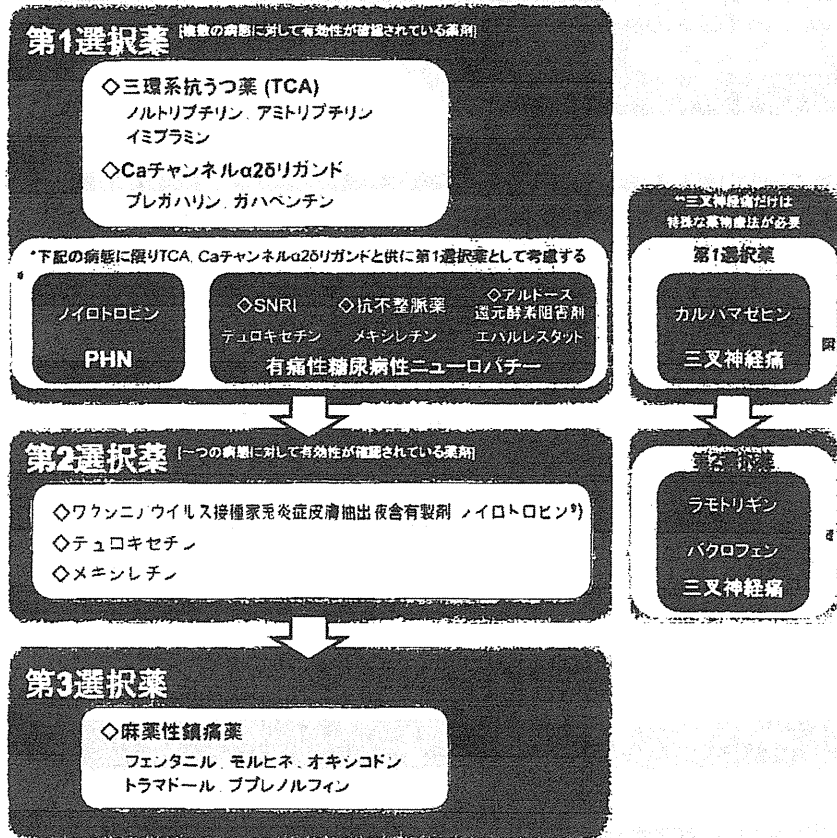 第1選択薬 [複数の病態に対して有効性が確認されている薬剤]
◇三環系抗うつ薬 (TCA)
ノルトリプチリン、アミトリプチリン
イミプラミン
◇Caチャンネルα2δリガンド
プレガバリン、ガバペンチン
*下記の病態に限りTCA、Caチャンネルα2δリガンドと供に第1選択薬として考慮する
ノイロトロピン
PHN
◇SNRI ◇抗不整脈薬 ◇アルドース還元酵素阻害剤
デュロキセチン メキシレチン エパルレスタット
有痛性糖尿病性ニューロパチー
**三叉神経痛だけは
特殊な薬物療法が必要
第1選択薬
カルバマゼピン
三叉神経痛
第2選択薬 [一つの病態に対して有効性が確認されている薬剤]
◇ワクシニアウイルス接種家兎炎症皮膚抽出液含有製剤 ノイロトロピン®)
◇デュロキセチン
◇メキシレチン
ラモトリギン
バクロフェン
三叉神経痛
第3選択薬
◇麻薬性鎮痛薬
フェンタニル、モルヒネ、オキシコドン
トラマドール、ブプレノルフィン